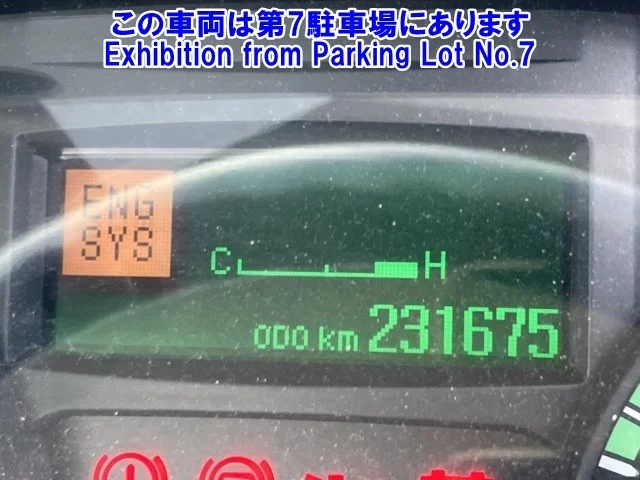 この車両は第7駐車場にあります
Exhibition from Parking Lot No.7
ENG
SYS
C H
ODO km 231675